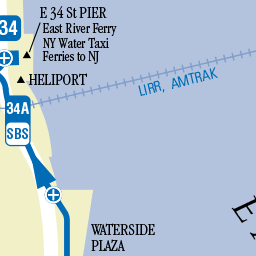 E 34 St PIER
34
East River Ferry
NY Water Taxi
Ferries to NJ
HELIPORT
LIRR, AMTRAK
34A
SBS
WATERSIDE
PLAZA